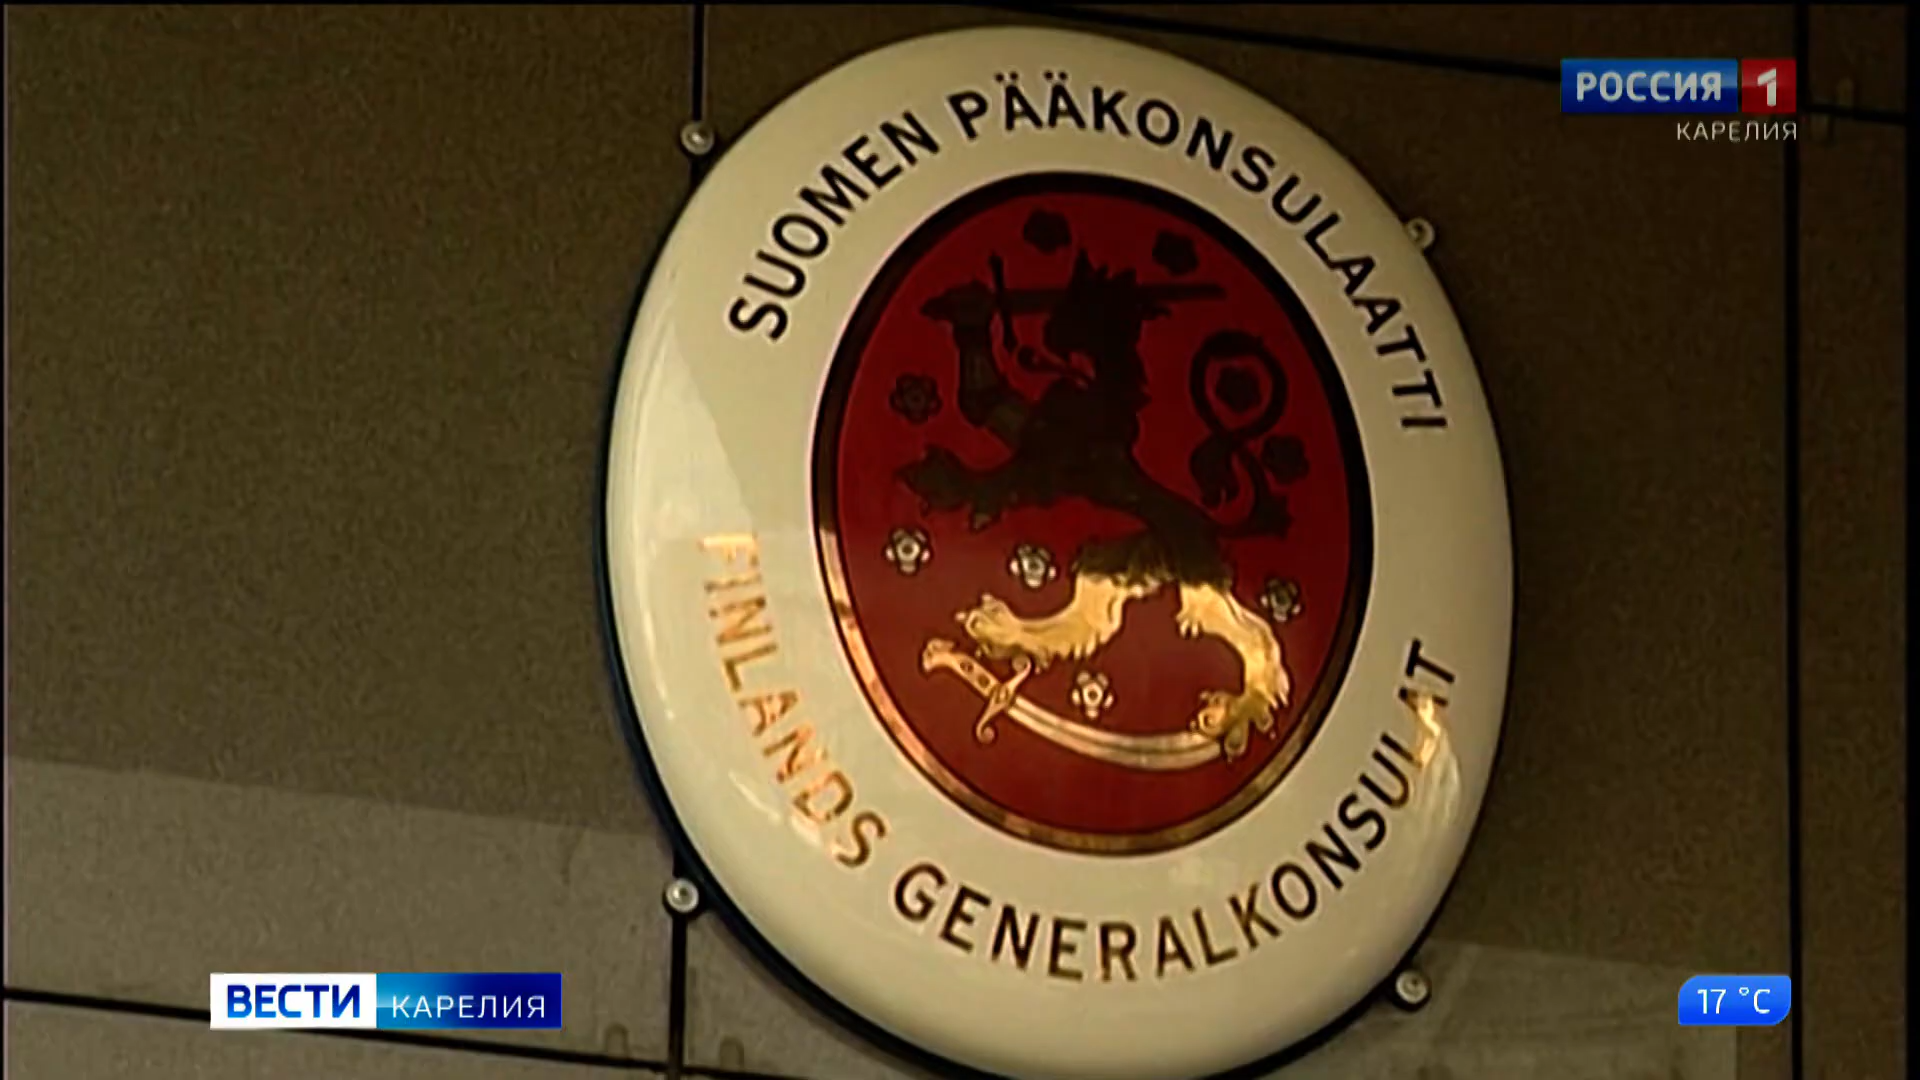 РОССИЯ 1
КАРЕЛИЯ
SUOMEN PÄÄKONSULAATTI
FINLANDS GENERALKONSULAT
ВЕСТИ КАРЕЛИЯ
17 °C